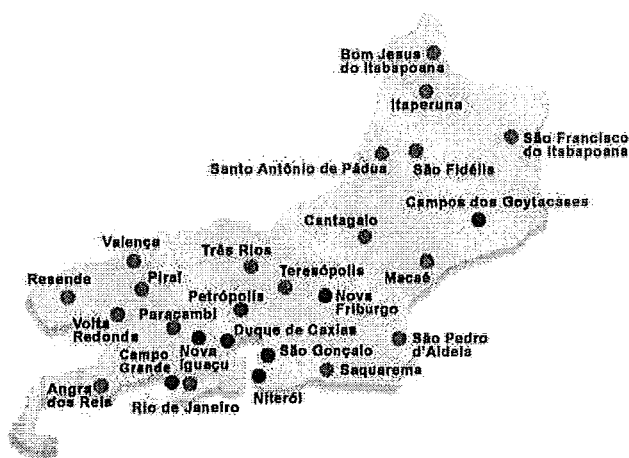 Bom Jesus
do Itabapoana
Itaperuna
São Francisco
do Itabapoana
Santo Antônio de Pádua
São Fidélis
Campos dos Goytacases
Cantagalo
Valença
Três Rios
Teresópolis
Macaé
Resende
Piraí
Petrópolis
Nova
Friburgo
Volta
Redonda
Paracambi
Duque de Caxias
São Pedro
d'Aldeia
Campo
Grande
Nova
Iguaçu
São Gonçalo
Saquarema
Angra
dos Reis
Rio de Janeiro
Niterói